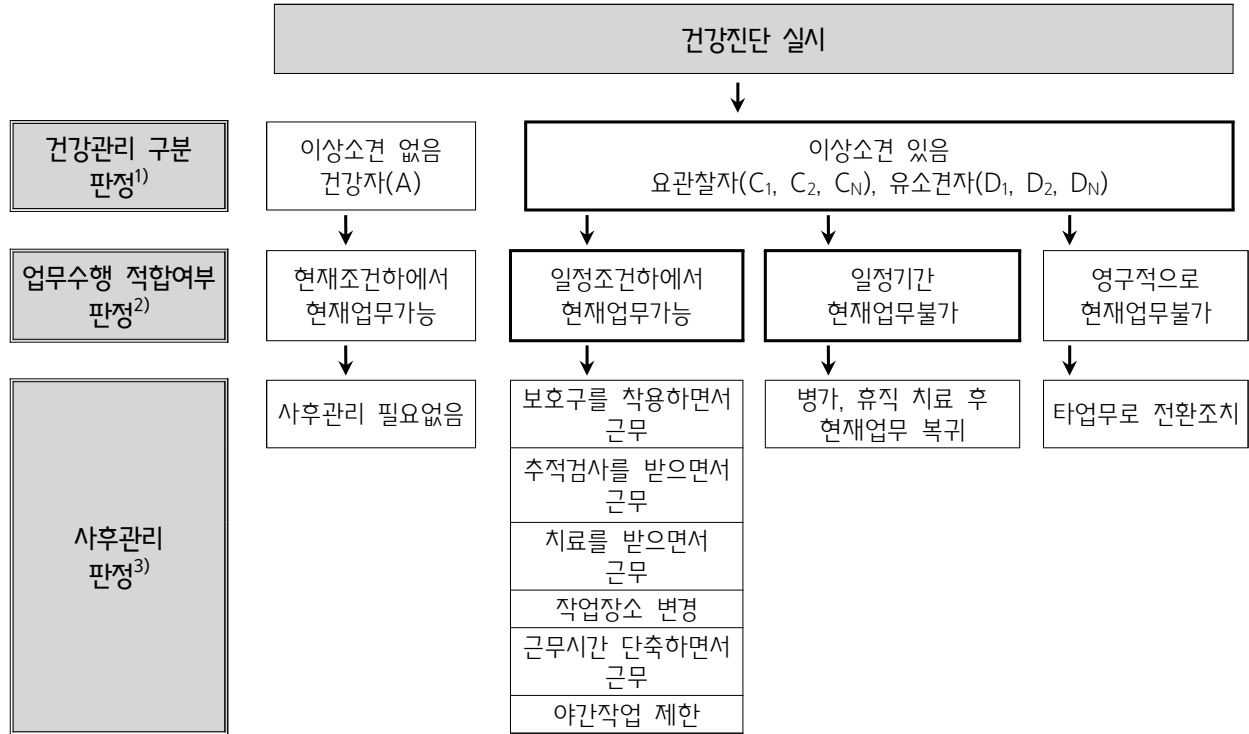 건강진단 실시
건강관리 구분
판정1)
이상소견 없음
건강자(A)
이상소견 있음
요관찰자(C1, C2, CN), 유소견자(D1, D2, DN)
업무수행 적합여부
판정2)
현재조건하에서
현재업무가능
일정조건하에서
현재업무가능
일정기간
현재업무불가
영구적으로
현재업무불가
사후관리
판정3)
사후관리 필요없음
보호구를 착용하면서
근무
추적검사를 받으면서
근무
치료를 받으면서
근무
작업장소 변경
근무시간 단축하면서
근무
야간작업 제한
병가, 휴직 치료 후
현재업무 복귀
타업무로 전환조치